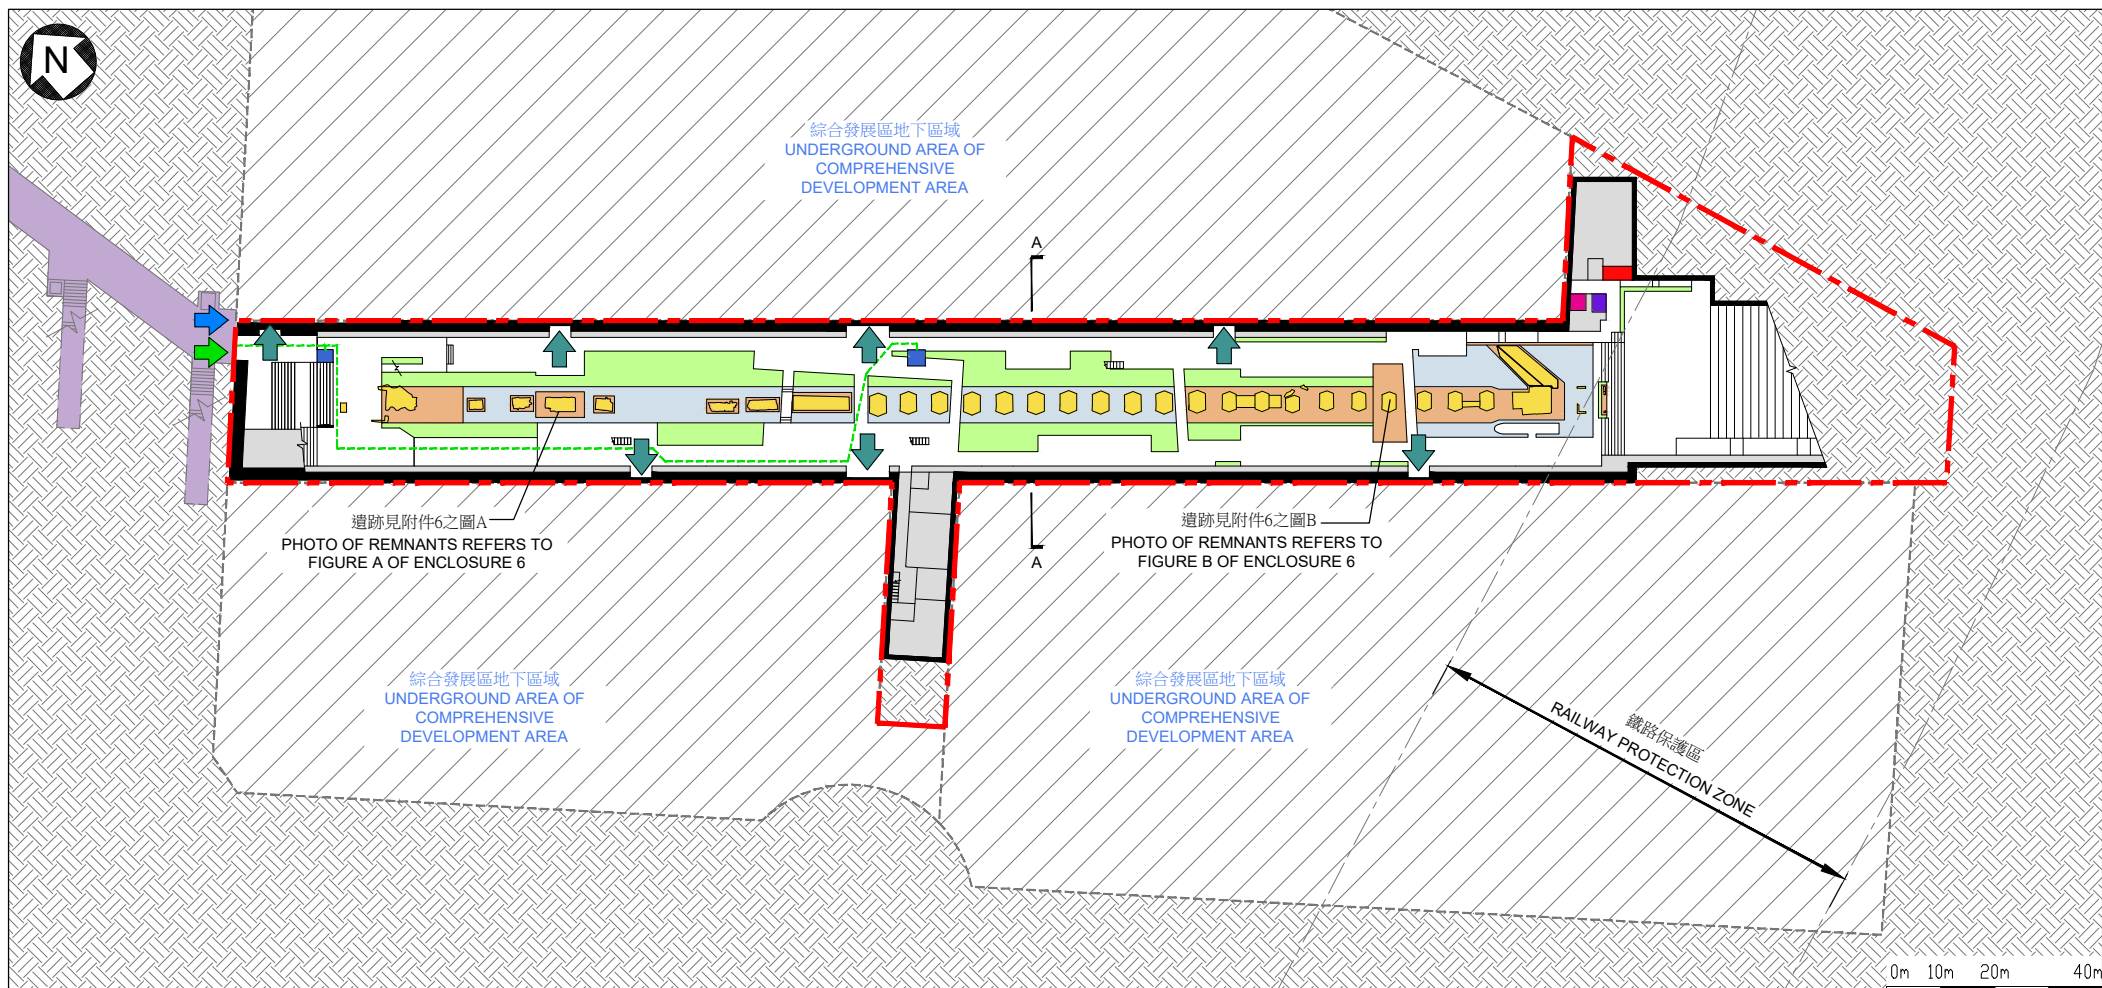 N
綜合發展區地下區域
UNDERGROUND AREA OF
COMPREHENSIVE
DEVELOPMENT AREA
A
遺跡見附件6之圖A
PHOTO OF REMNANTS REFERS TO
FIGURE A OF ENCLOSURE 6
A
遺跡見附件6之圖B
PHOTO OF REMNANTS REFERS TO
FIGURE B OF ENCLOSURE 6
綜合發展區地下區域
UNDERGROUND AREA OF
COMPREHENSIVE
DEVELOPMENT AREA
綜合發展區地下區域
UNDERGROUND AREA OF
COMPREHENSIVE
DEVELOPMENT AREA
鐵路保護區
RAILWAY PROTECTION ZONE
0m 10m 20m 40m